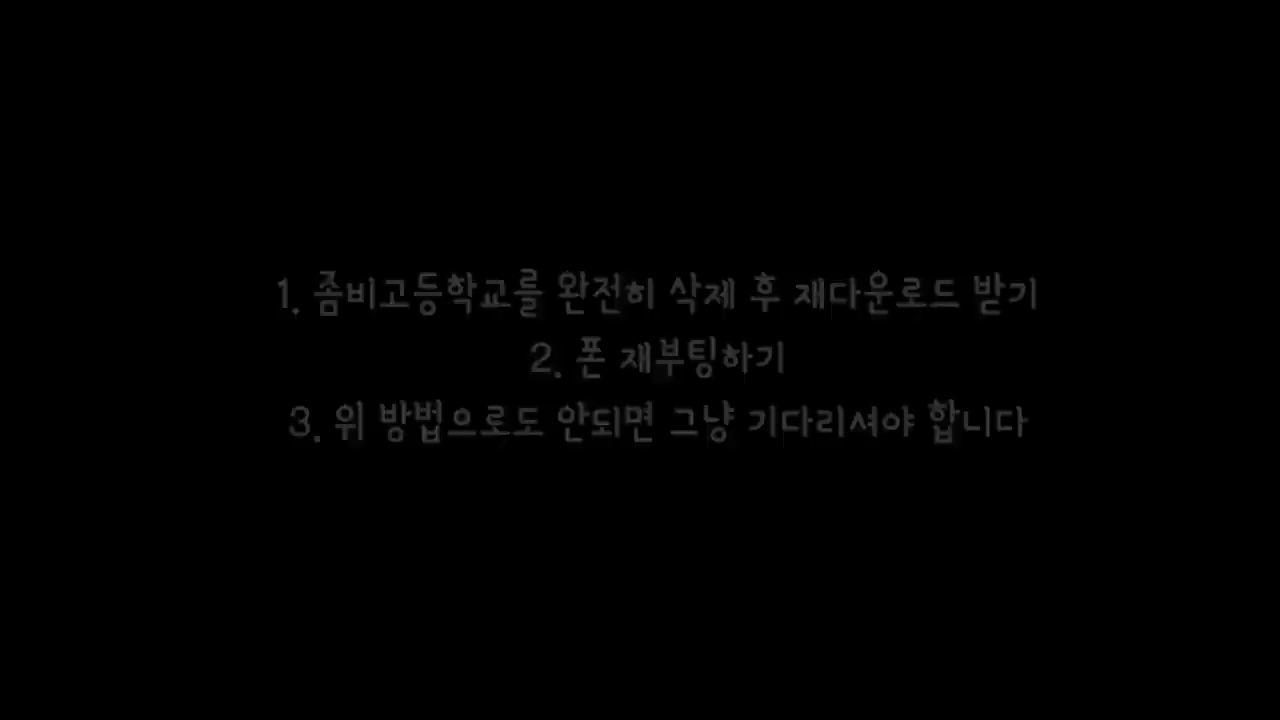 1. 좀비고등학교를 완전히 삭제 후 재다운로드 받기
2. 폰 재부팅하기
3. 위 방법으로도 안되면 그냥 기다리셔야 합니다